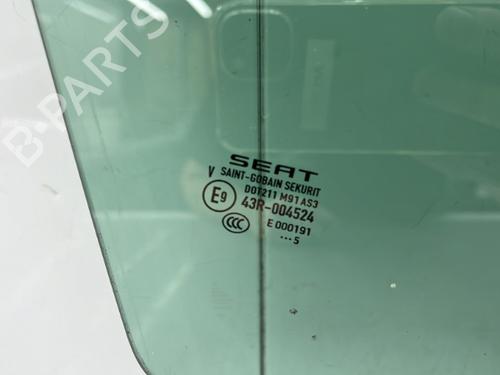 SEAT
V SAINT-GOBAIN SEKURIT
DOT211 M91 AS3
E9 43R-004524
CCC E 000191
...5
B-PARTS